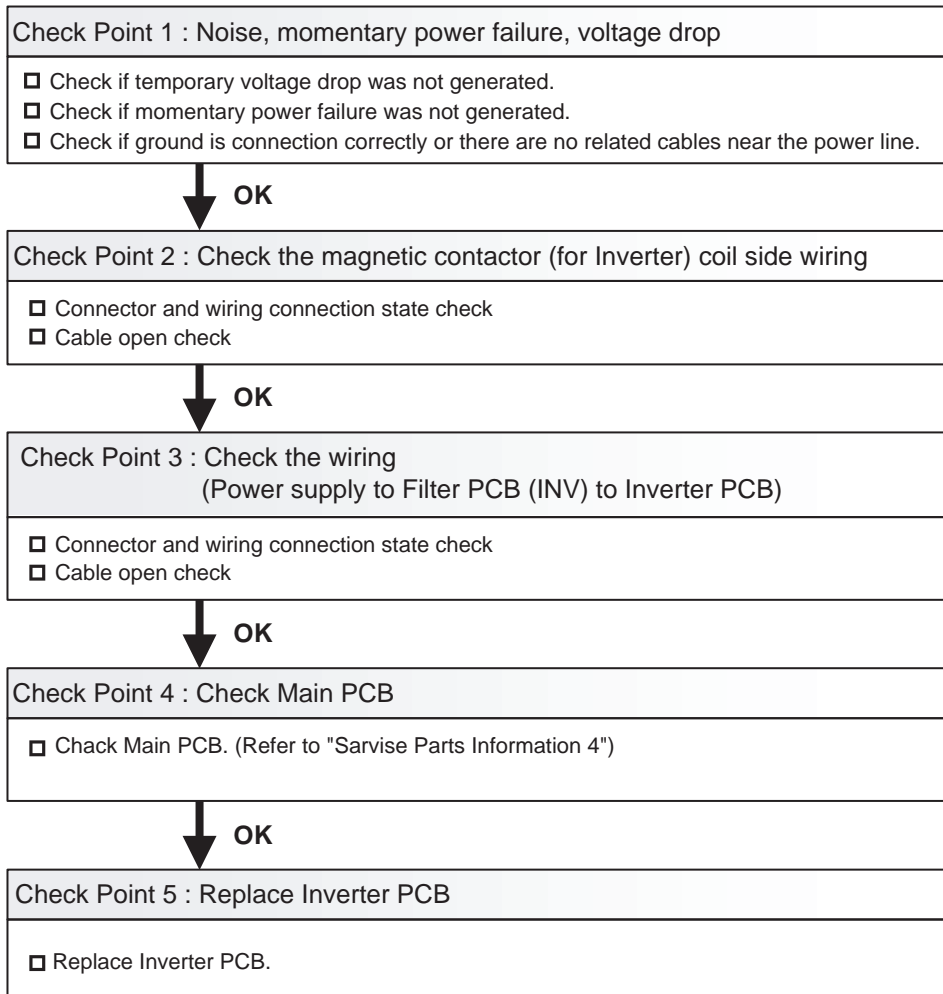 Check Point 1 : Noise, momentary power failure, voltage drop
Check if temporary voltage drop was not generated.
Check if momentary power failure was not generated.
Check if ground is connection correctly or there are no related cables near the power line.
OK
Check Point 2 : Check the magnetic contactor (for Inverter) coil side wiring
Connector and wiring connection state check
Cable open check
OK
Check Point 3 : Check the wiring
(Power supply to Filter PCB (INV) to Inverter PCB)
Connector and wiring connection state check
Cable open check
OK
Check Point 4 : Check Main PCB
Chack Main PCB. (Refer to "Sarvise Parts Information 4")
OK
Check Point 5 : Replace Inverter PCB
Replace Inverter PCB.